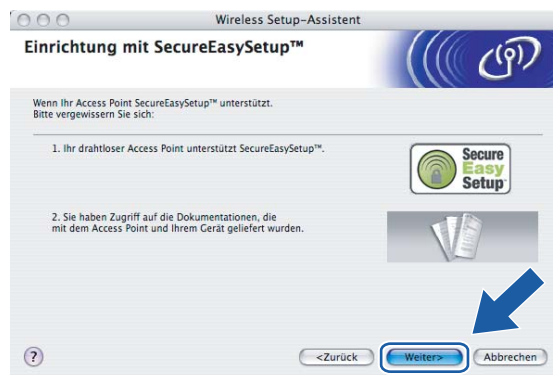 Wireless Setup-Assistent
Einrichtung mit SecureEasySetup™
Wenn Ihr Access Point SecureEasySetup™ unterstützt.
Bitte vergewissern Sie sich:
1. Ihr drahtloser Access Point unterstützt SecureEasySetup™.
Secure
Easy
Setup
2. Sie haben Zugriff auf die Dokumentationen, die
mit dem Access Point und Ihrem Gerät geliefert wurden.
?
<Zurück
Weiter>
Abbrechen